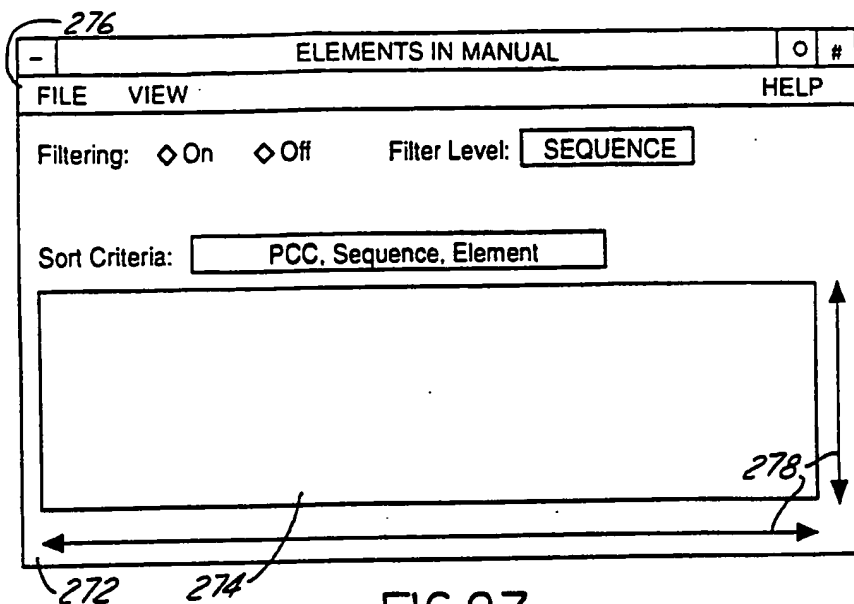 276
- ELEMENTS IN MANUAL O #
FILE VIEW HELP
Filtering: On Off Filter Level: SEQUENCE
Sort Criteria: PCC, Sequence, Element
278
272 274